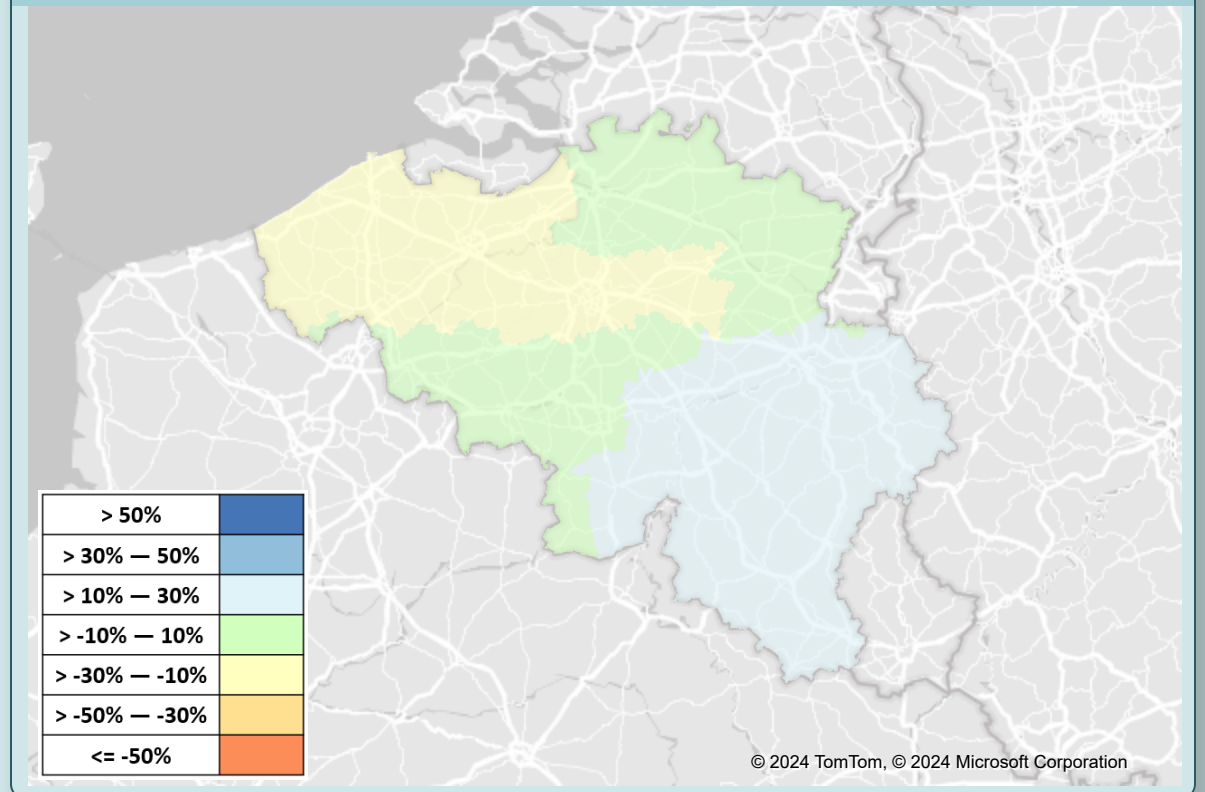 > 50%
> 30% — 50%
> 10% — 30%
> -10% — 10%
> -30% — -10%
> -50% — -30%
<= -50%
© 2024 TomTom, © 2024 Microsoft Corporation